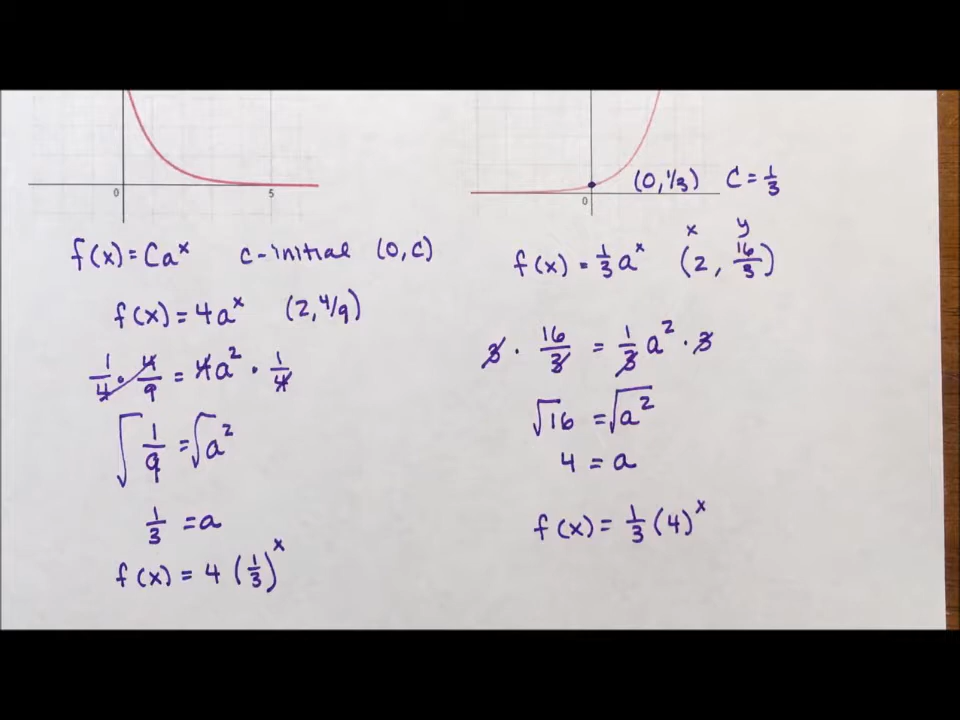 0 5
f(x) = Ca^x c-initial (0, C)
f(x) = 4a^x (2, 4/9)
1/4 · 4/9 = 4a^2 · 1/4
√1/9 = √a^2
1/3 = a
f(x) = 4(1/3)^x
0 (0, 1/3) C = 1/3
x y
f(x) = 1/3 a^x (2, 16/3)
3 · 16/3 = 1/3 a^2 · 3
√16 = √a^2
4 = a
f(x) = 1/3 (4)^x